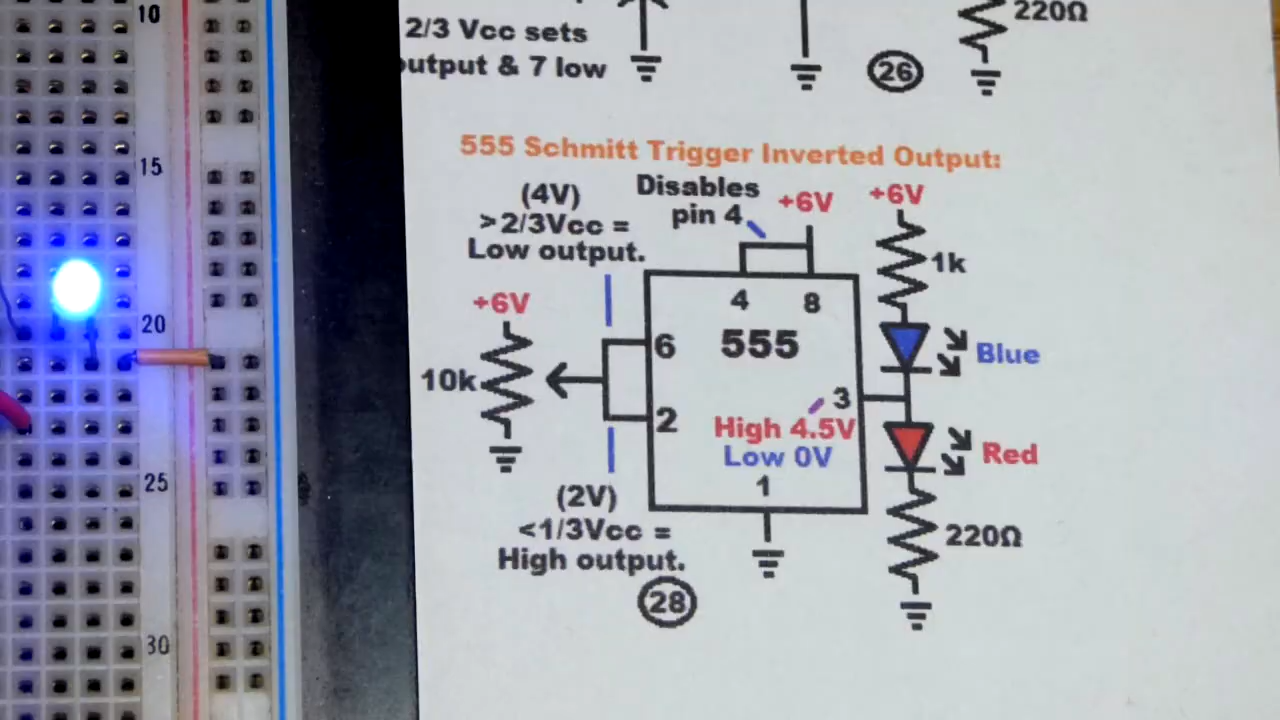 10
15
20
25
30
2/3 Vcc sets
output & 7 low
26
220Ω
555 Schmitt Trigger Inverted Output:
(4V)
>2/3Vcc =
Low output.
Disables
pin 4
+6V
+6V
1k
4
8
+6V
6
555
Blue
10k
3
2
High 4.5V
Low 0V
Red
1
(2V)
<1/3Vcc =
High output.
220Ω
28